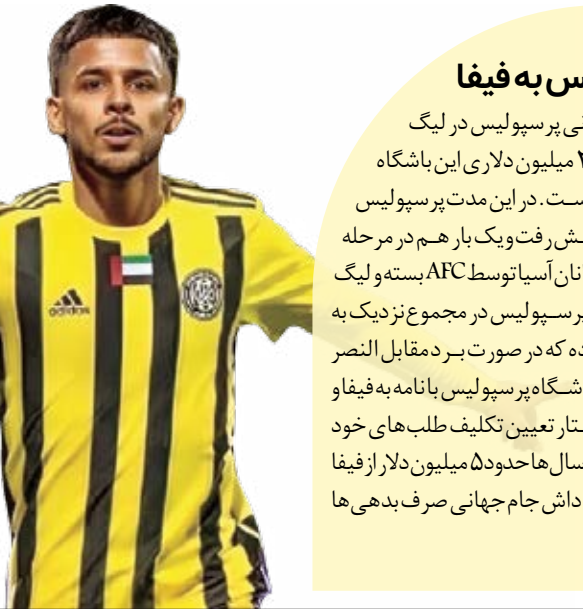 س به فیفا
نی پرسپولیس در لیگ
۲ میلیون دلاری این باشگاه
ست. در این مدت پرسپولیس
ش رفت و یک بار هم در مرحله
انان آسیا توسط AFC بسته و لیگ
پرسپولیس در مجموع نزدیک به
ده که در صورت برد مقابل النصر
شگاه پرسپولیس با نامه به فیفا و
ستار تعیین تکلیف طلب‌های خود
سال‌ها حدود ۵ میلیون دلار از فیفا
داش جام جهانی صرف بدهی‌ها
adidas